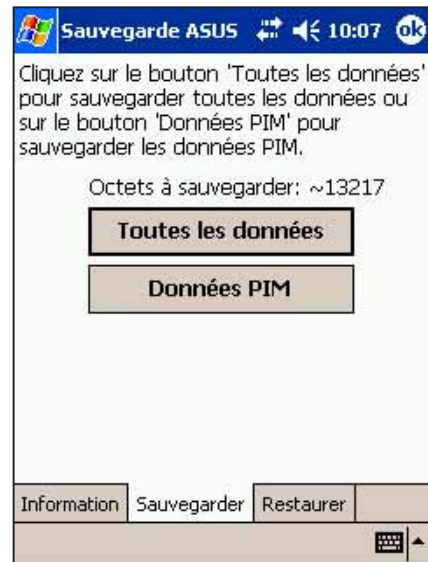 Sauvegarde ASUS 10:07 ok
Cliquez sur le bouton 'Toutes les données'
pour sauvegarder toutes les données ou
sur le bouton 'Données PIM' pour
sauvegarder les données PIM.
Octets à sauvegarder: ~13217
Toutes les données
Données PIM
Information Sauvegarder Restaurer